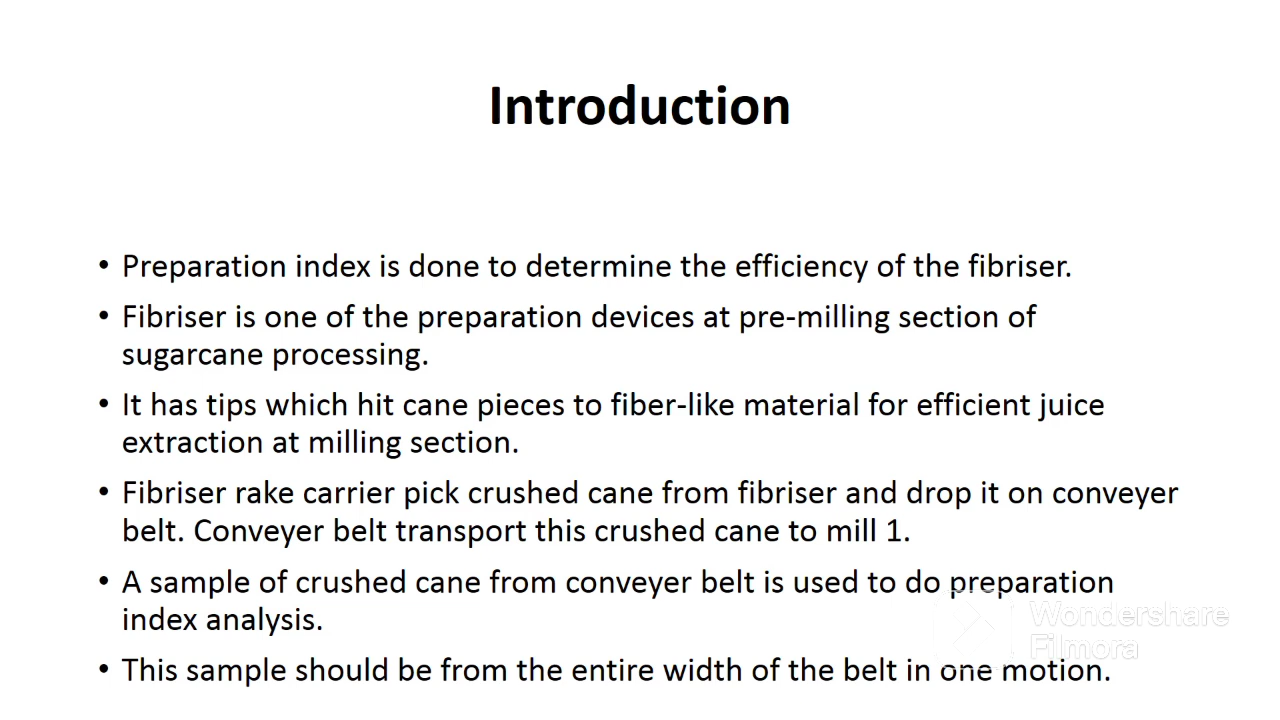 Introduction
• Preparation index is done to determine the efficiency of the fibriser.
• Fibriser is one of the preparation devices at pre-milling section of
sugarcane processing.
• It has tips which hit cane pieces to fiber-like material for efficient juice
extraction at milling section.
• Fibriser rake carrier pick crushed cane from fibriser and drop it on conveyer
belt. Conveyer belt transport this crushed cane to mill 1.
• A sample of crushed cane from conveyer belt is used to do preparation
index analysis.
• This sample should be from the entire width of the belt in one motion.
Wondershare
Filmora